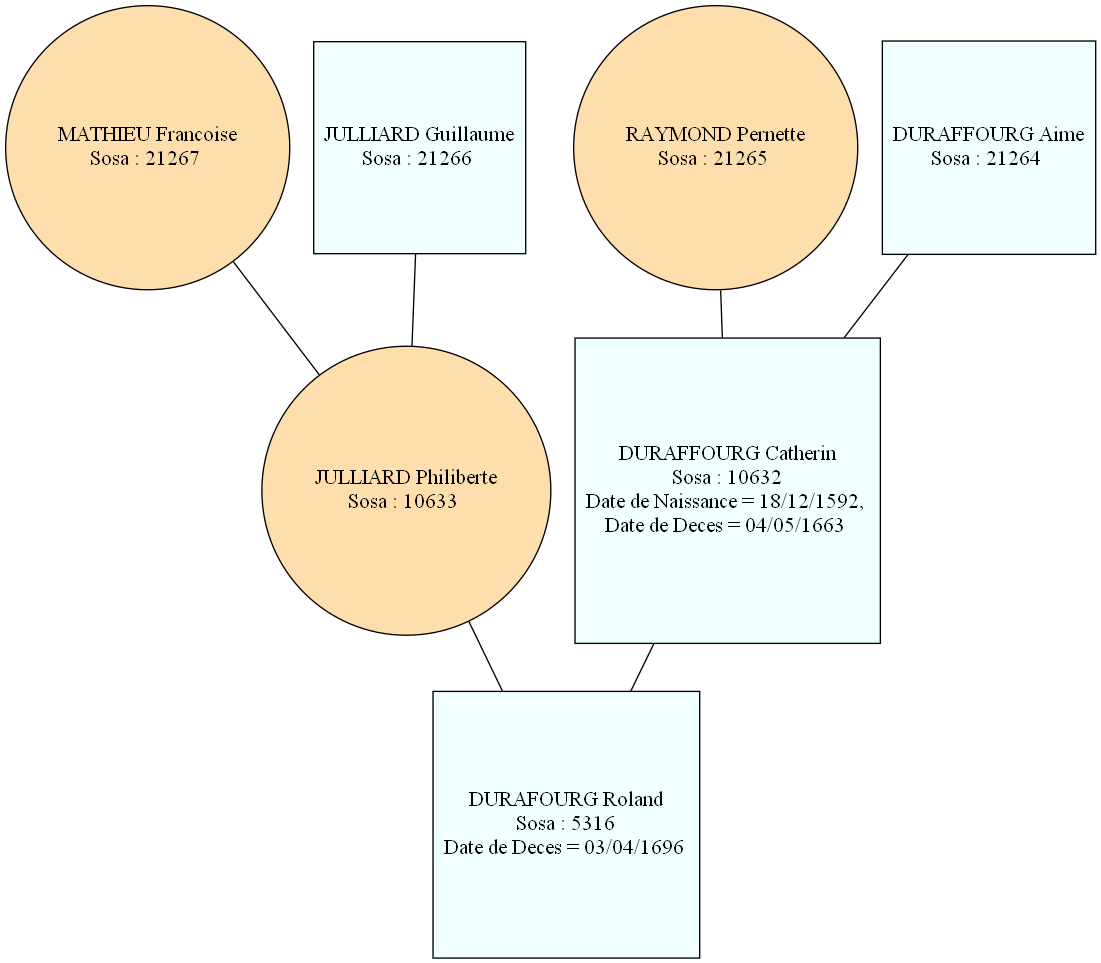 MATHIEU Francoise
Sosa : 21267
JULLIARD Guillaume
Sosa : 21266
RAYMOND Pernette
Sosa : 21265
DURAFFOURG Aime
Sosa : 21264
JULLIARD Philiberte
Sosa : 10633
DURAFFOURG Catherin
Sosa : 10632
Date de Naissance = 18/12/1592,
Date de Deces = 04/05/1663
DURAFOURG Roland
Sosa : 5316
Date de Deces = 03/04/1696